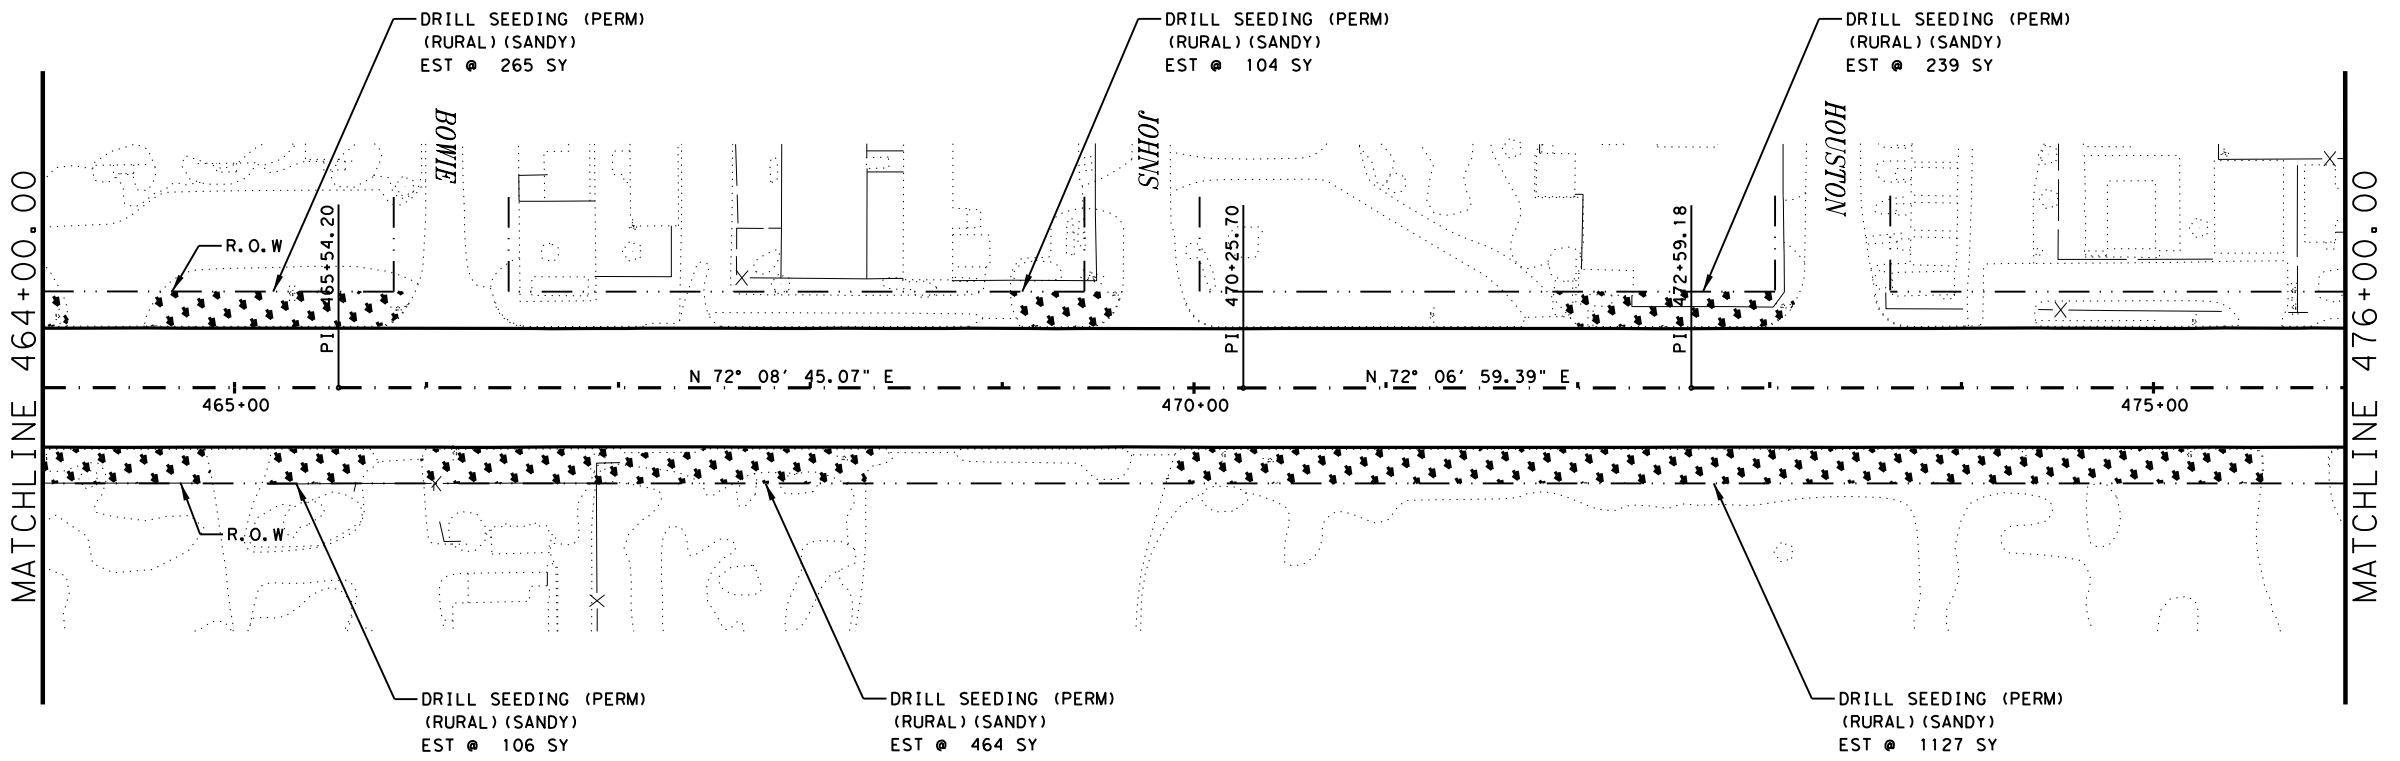 DRILL SEEDING (PERM)
(RURAL) (SANDY)
EST @ 265 SY
DRILL SEEDING (PERM)
(RURAL) (SANDY)
EST @ 104 SY
DRILL SEEDING (PERM)
(RURAL) (SANDY)
EST @ 239 SY
BOWIE
JOHNS
HOUSTON
MATCHLINE 464+00.00
R.O.W
PI 465+54.20
PI 470+25.70
PI 472+59.18
MATCHLINE 476+00.00
N 72° 08' 45.07" E
N 72° 06' 59.39" E
465+00
470+00
475+00
R.O.W
DRILL SEEDING (PERM)
(RURAL) (SANDY)
EST @ 106 SY
DRILL SEEDING (PERM)
(RURAL) (SANDY)
EST @ 464 SY
DRILL SEEDING (PERM)
(RURAL) (SANDY)
EST @ 1127 SY